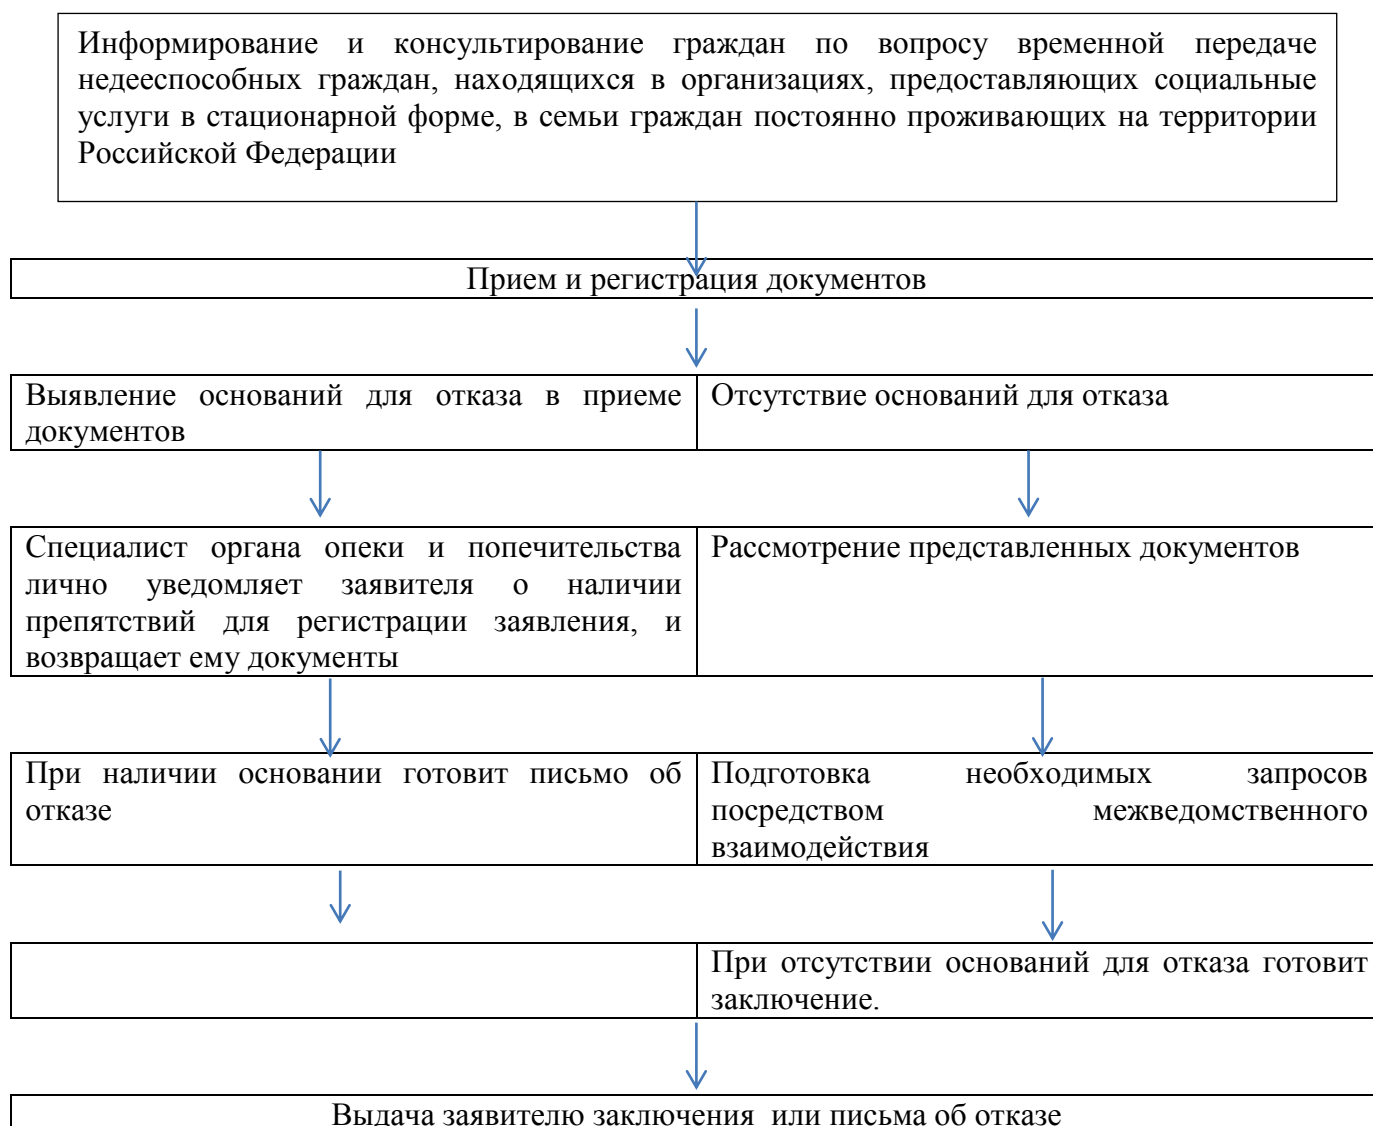 Информирование и консультирование граждан по вопросу временной передаче
недееспособных граждан, находящихся в организациях, предоставляющих социальные
услуги в стационарной форме, в семьи граждан постоянно проживающих на территории
Российской Федерации
Прием и регистрация документов
Выявление оснований для отказа в приеме
документов
Отсутствие оснований для отказа
Специалист органа опеки и попечительства
лично уведомляет заявителя о наличии
препятствий для регистрации заявления, и
возвращает ему документы
Рассмотрение представленных документов
При наличии основании готовит письмо об
отказе
Подготовка необходимых запросов
посредством межведомственного
взаимодействия
При отсутствии оснований для отказа готовит
заключение.
Выдача заявителю заключения или письма об отказе